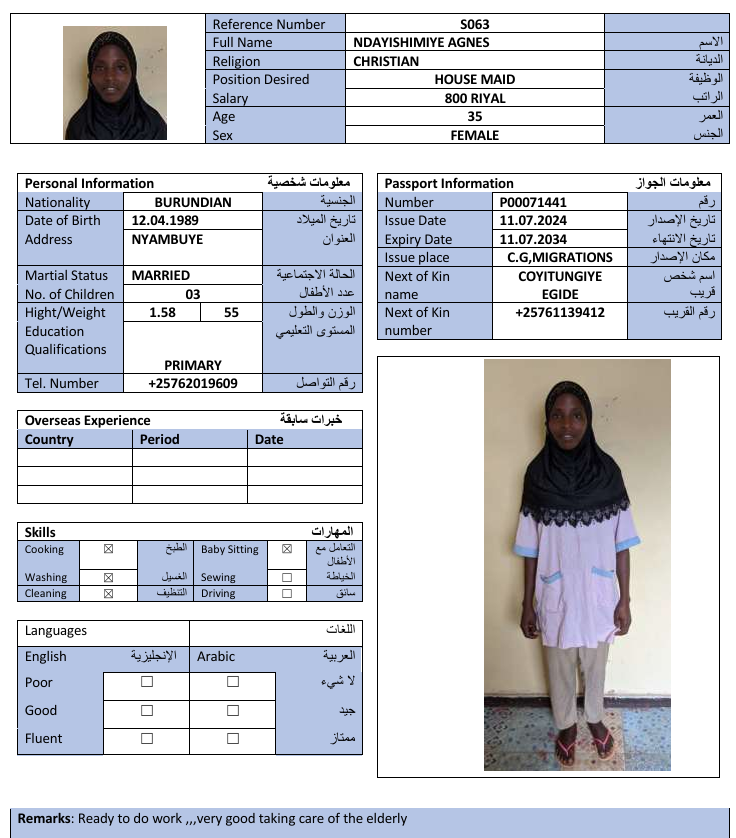 Reference Number S063
Full Name NDAYISHIMIYE AGNES الاسم
Religion CHRISTIAN الديانة
Position Desired HOUSE MAID الوظيفة
Salary 800 RIYAL الراتب
Age 35 العمر
Sex FEMALE الجنس
Personal Information معلومات شخصية
Nationality BURUNDIAN الجنسية
Date of Birth 12.04.1989 تاريخ الميلاد
Address NYAMBUYE العنوان
Martial Status MARRIED الحالة الاجتماعية
No. of Children 03 عدد الأطفال
Hight/Weight 1.58 55 الوزن والطول
Education المستوى التعليمي
Qualifications
PRIMARY
Tel. Number +25762019609 رقم التواصل
Passport Information معلومات الجواز
Number P00071441 رقم
Issue Date 11.07.2024 تاريخ الإصدار
Expiry Date 11.07.2034 تاريخ الانتهاء
Issue place C.G,MIGRATIONS مكان الإصدار
Next of Kin COYITUNGIYE اسم شخص
name EGIDE قريب
Next of Kin +25761139412 رقم القريب
number
Overseas Experience خبرات سابقة
Country Period Date
Skills المهارات
Cooking ☒ الطبخ Baby Sitting ☒ التعامل مع
الأطفال
Washing ☒ الغسيل Sewing ☐ الخياطة
Cleaning ☒ التنظيف Driving ☐ سائق
Languages اللغات
English الإنجليزية Arabic العربية
Poor ☐ ☐ لا شيء
Good ☐ ☐ جيد
Fluent ☐ ☐ ممتاز
Remarks: Ready to do work ,,,very good taking care of the elderly